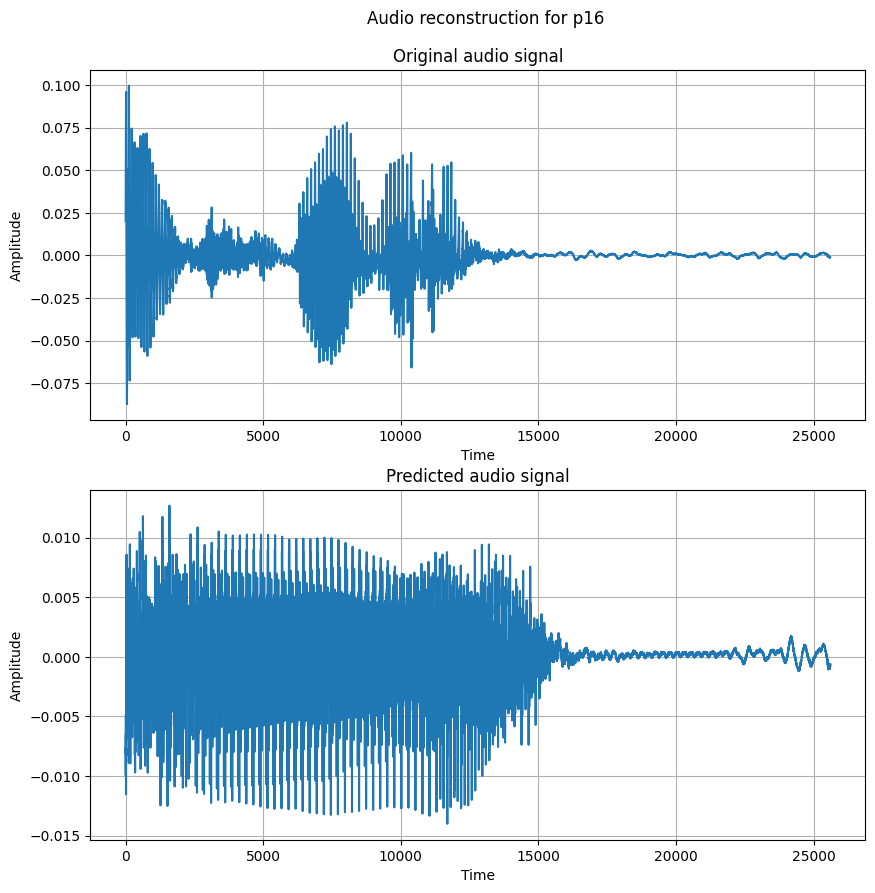 Audio reconstruction for p16
Original audio signal
0.100
0.075
0.050
0.025
0.000
−0.025
−0.050
−0.075
Amplitude
0 5000 10000 15000 20000 25000
Time
Predicted audio signal
0.010
0.005
0.000
−0.005
−0.010
−0.015
Amplitude
0 5000 10000 15000 20000 25000
Time